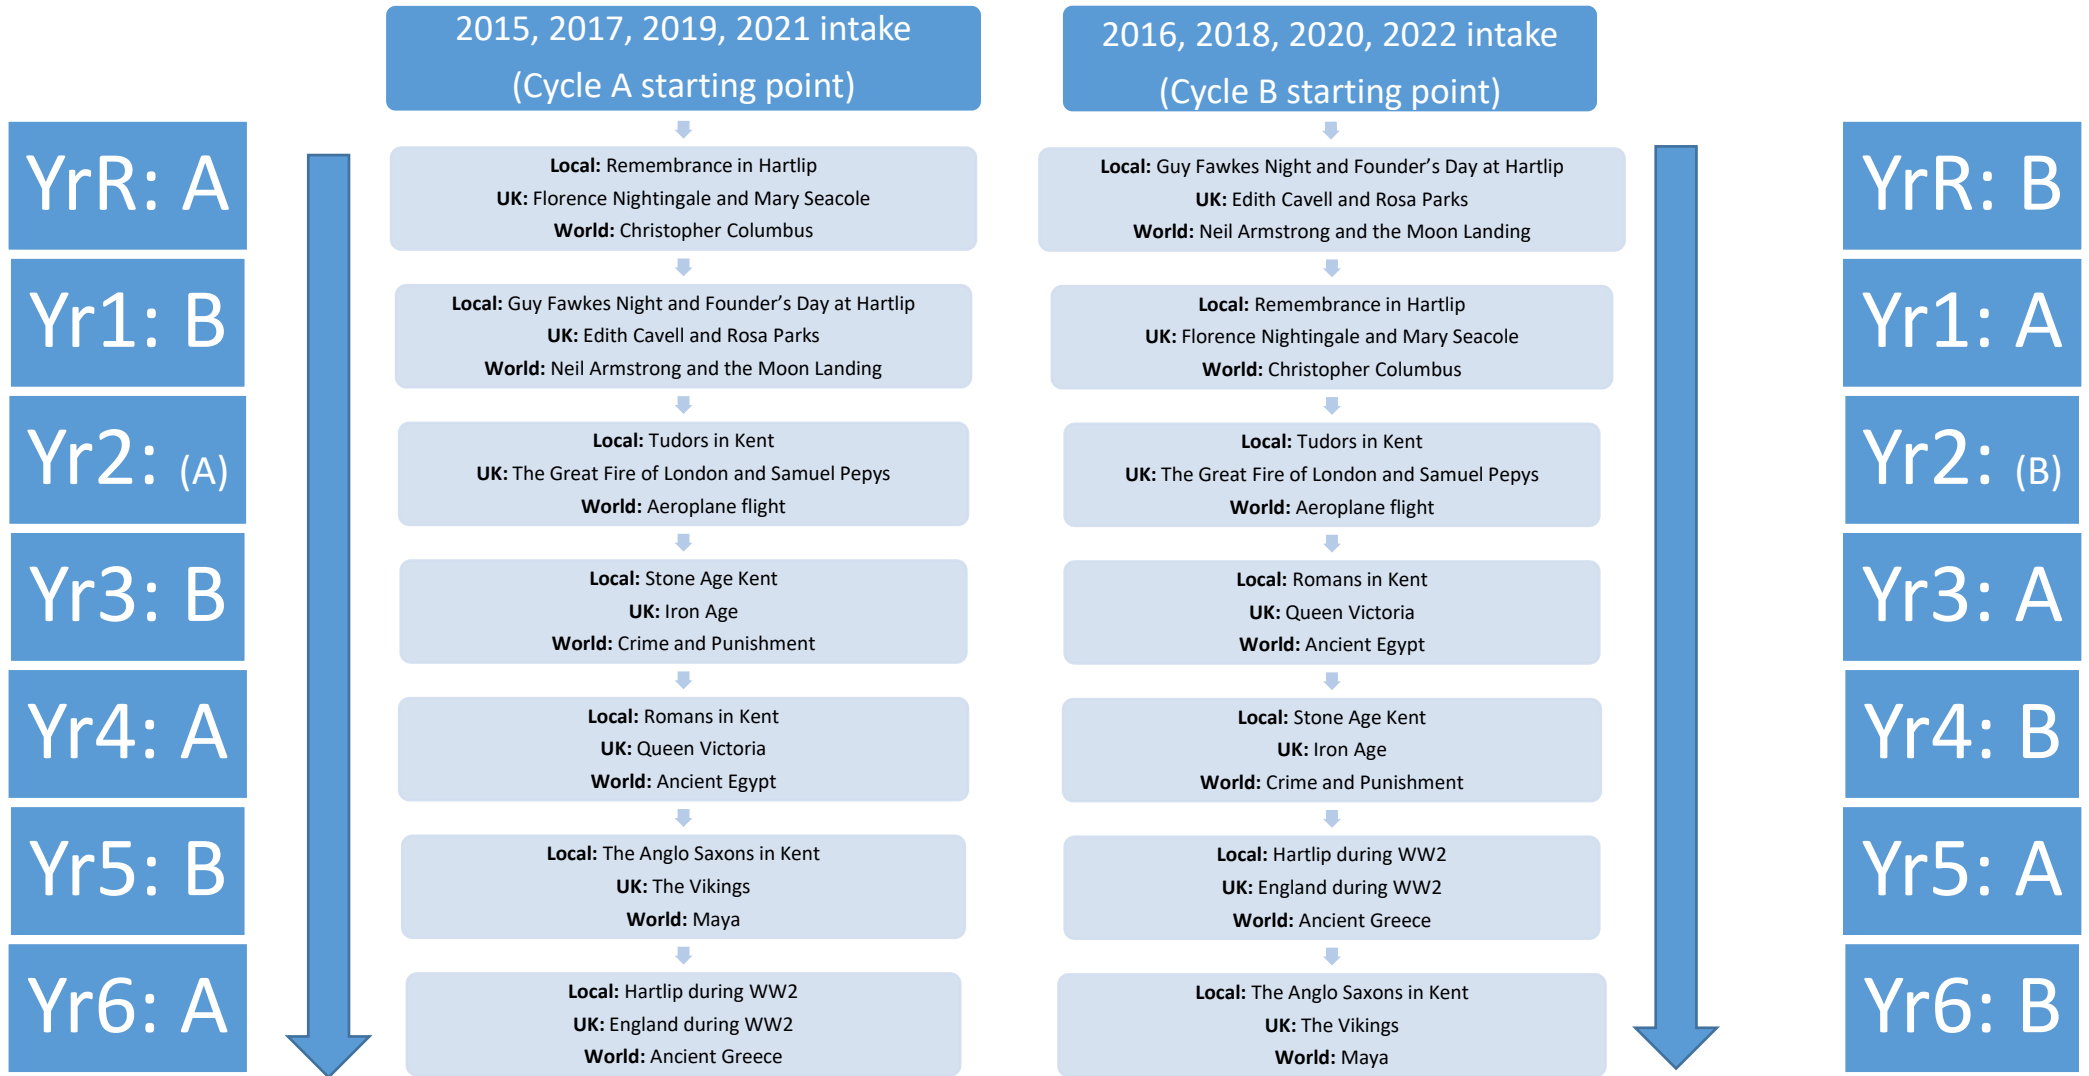 2015, 2017, 2019, 2021 intake
(Cycle A starting point)
2016, 2018, 2020, 2022 intake
(Cycle B starting point)
YrR: A
Local: Remembrance in Hartlip
UK: Florence Nightingale and Mary Seacole
World: Christopher Columbus
Local: Guy Fawkes Night and Founder’s Day at Hartlip
UK: Edith Cavell and Rosa Parks
World: Neil Armstrong and the Moon Landing
YrR: B
Yr1: B
Local: Guy Fawkes Night and Founder’s Day at Hartlip
UK: Edith Cavell and Rosa Parks
World: Neil Armstrong and the Moon Landing
Local: Remembrance in Hartlip
UK: Florence Nightingale and Mary Seacole
World: Christopher Columbus
Yr1: A
Yr2: (A)
Local: Tudors in Kent
UK: The Great Fire of London and Samuel Pepys
World: Aeroplane flight
Local: Tudors in Kent
UK: The Great Fire of London and Samuel Pepys
World: Aeroplane flight
Yr2: (B)
Yr3: B
Local: Stone Age Kent
UK: Iron Age
World: Crime and Punishment
Local: Romans in Kent
UK: Queen Victoria
World: Ancient Egypt
Yr3: A
Yr4: A
Local: Romans in Kent
UK: Queen Victoria
World: Ancient Egypt
Local: Stone Age Kent
UK: Iron Age
World: Crime and Punishment
Yr4: B
Yr5: B
Local: The Anglo Saxons in Kent
UK: The Vikings
World: Maya
Local: Hartlip during WW2
UK: England during WW2
World: Ancient Greece
Yr5: A
Yr6: A
Local: Hartlip during WW2
UK: England during WW2
World: Ancient Greece
Local: The Anglo Saxons in Kent
UK: The Vikings
World: Maya
Yr6: B